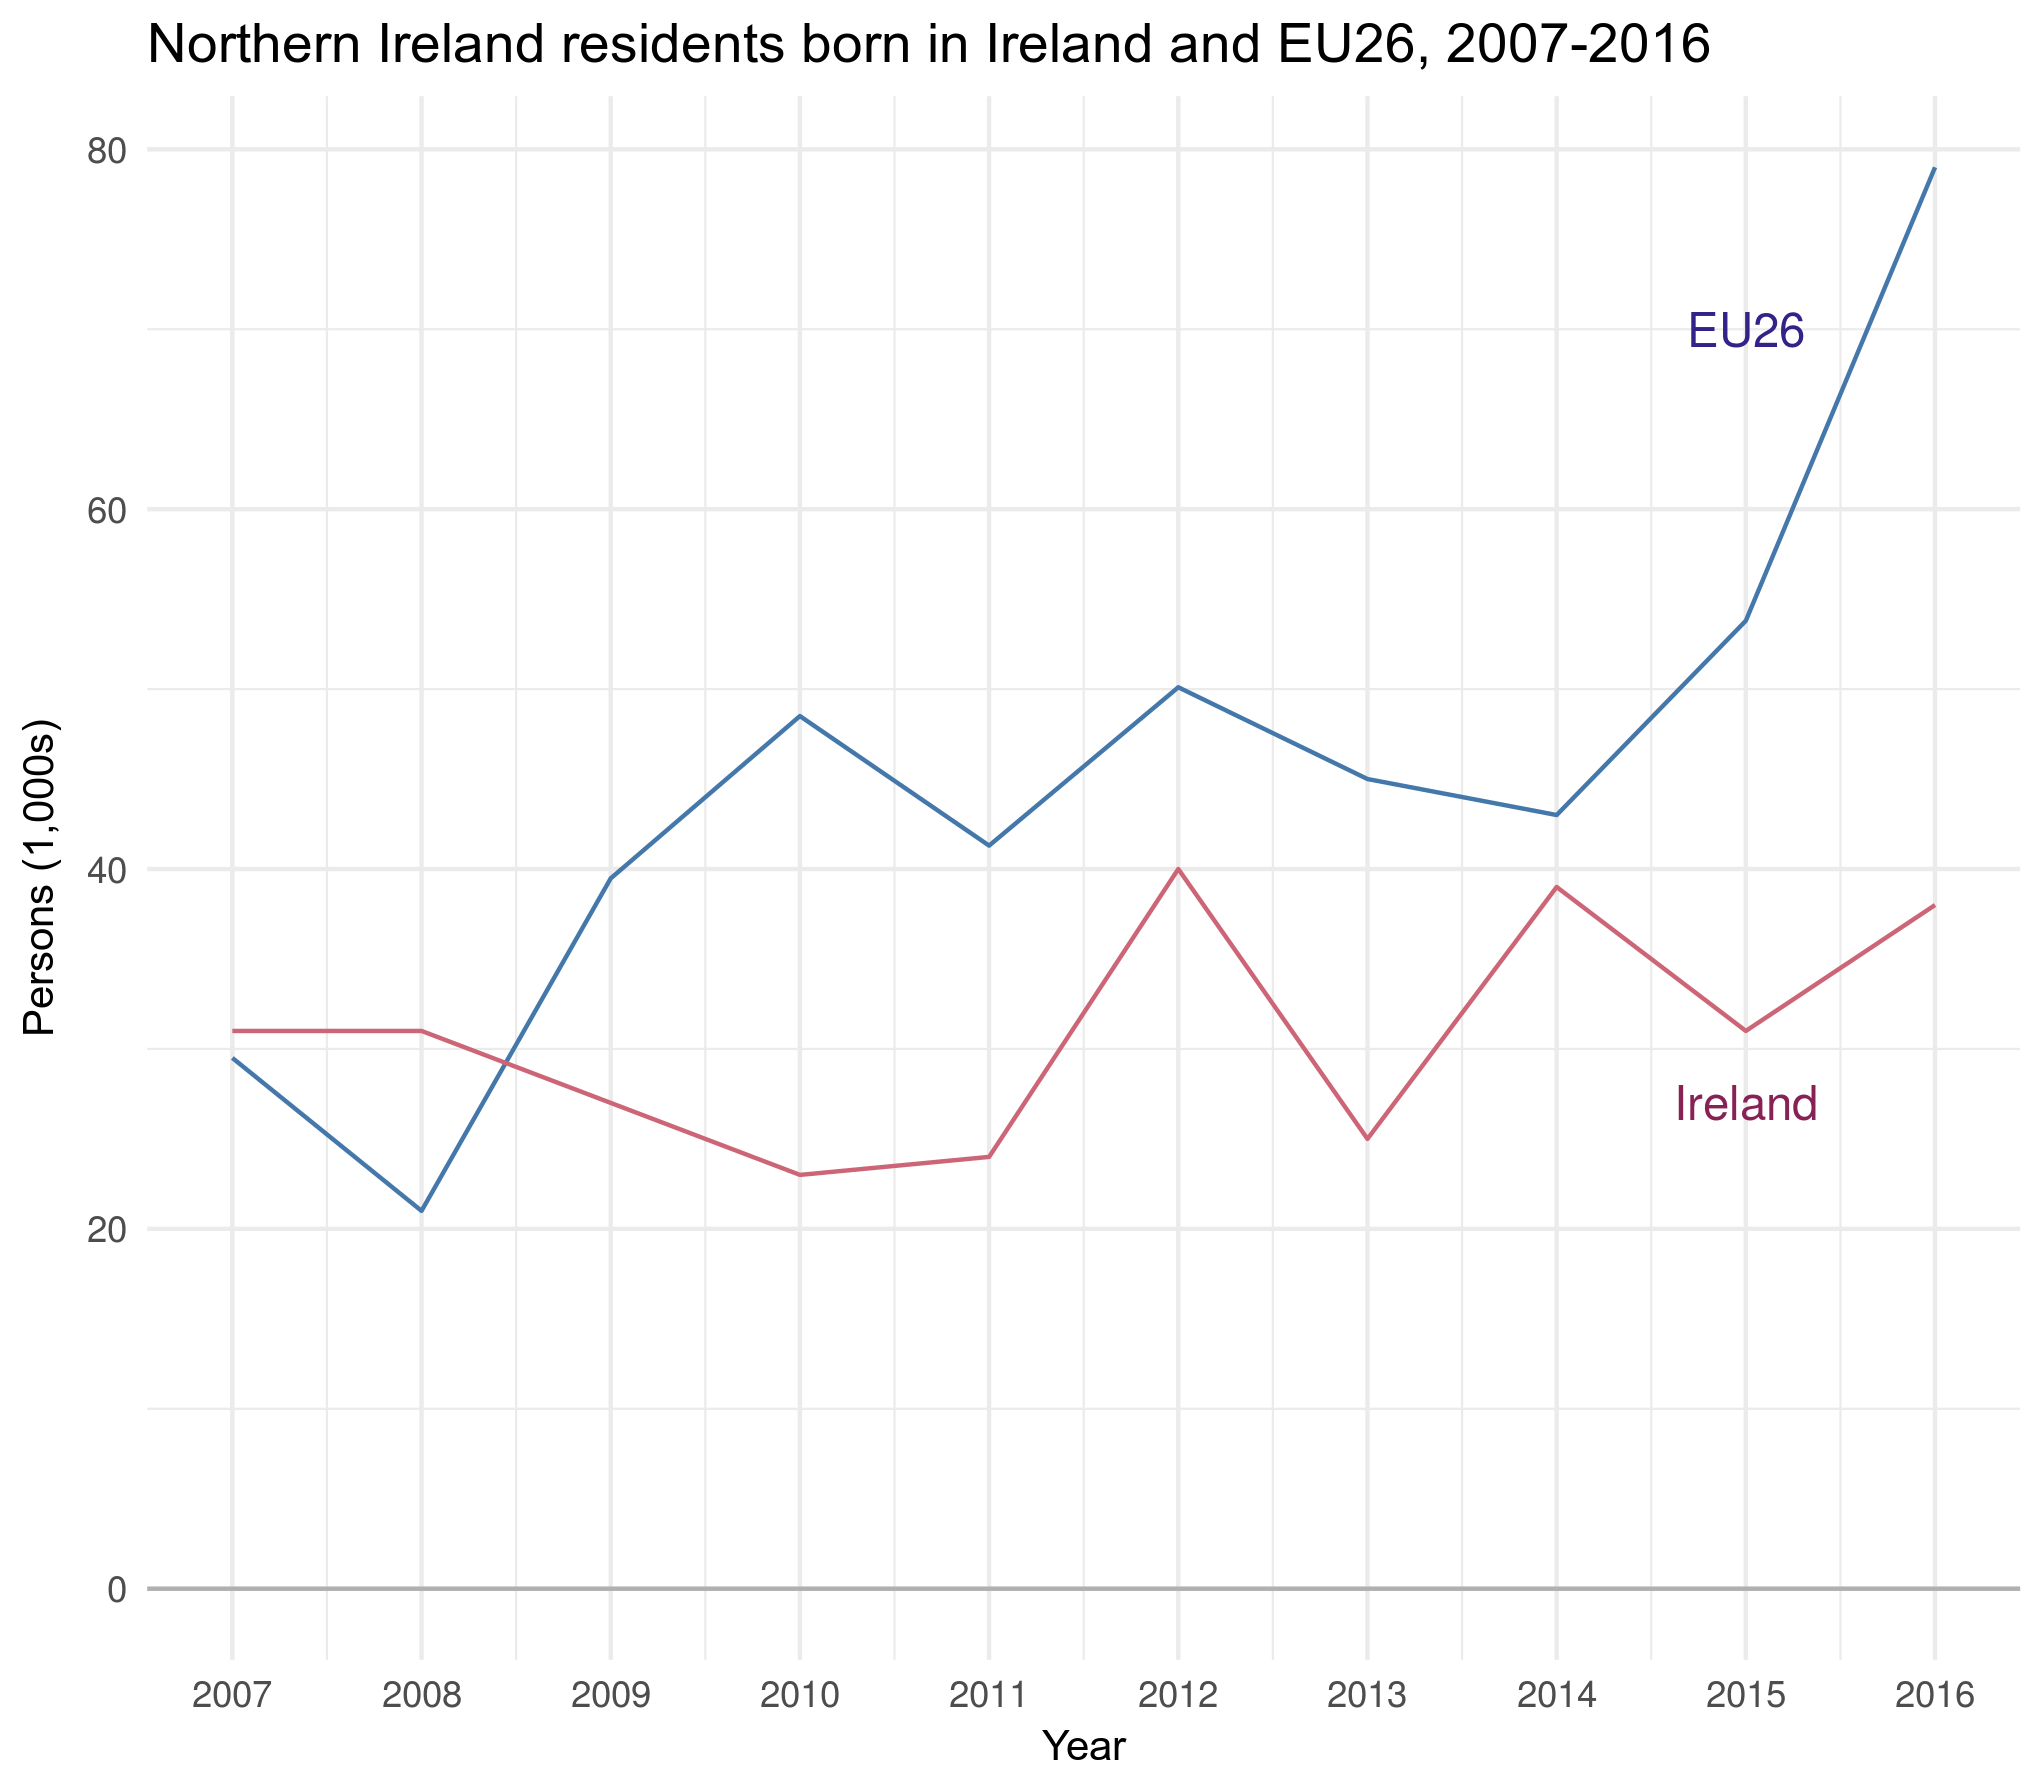 Northern Ireland residents born in Ireland and EU26, 2007-2016
80
60
40
20
0
Persons (1,000s)
EU26
Ireland
2007 2008 2009 2010 2011 2012 2013 2014 2015 2016
Year